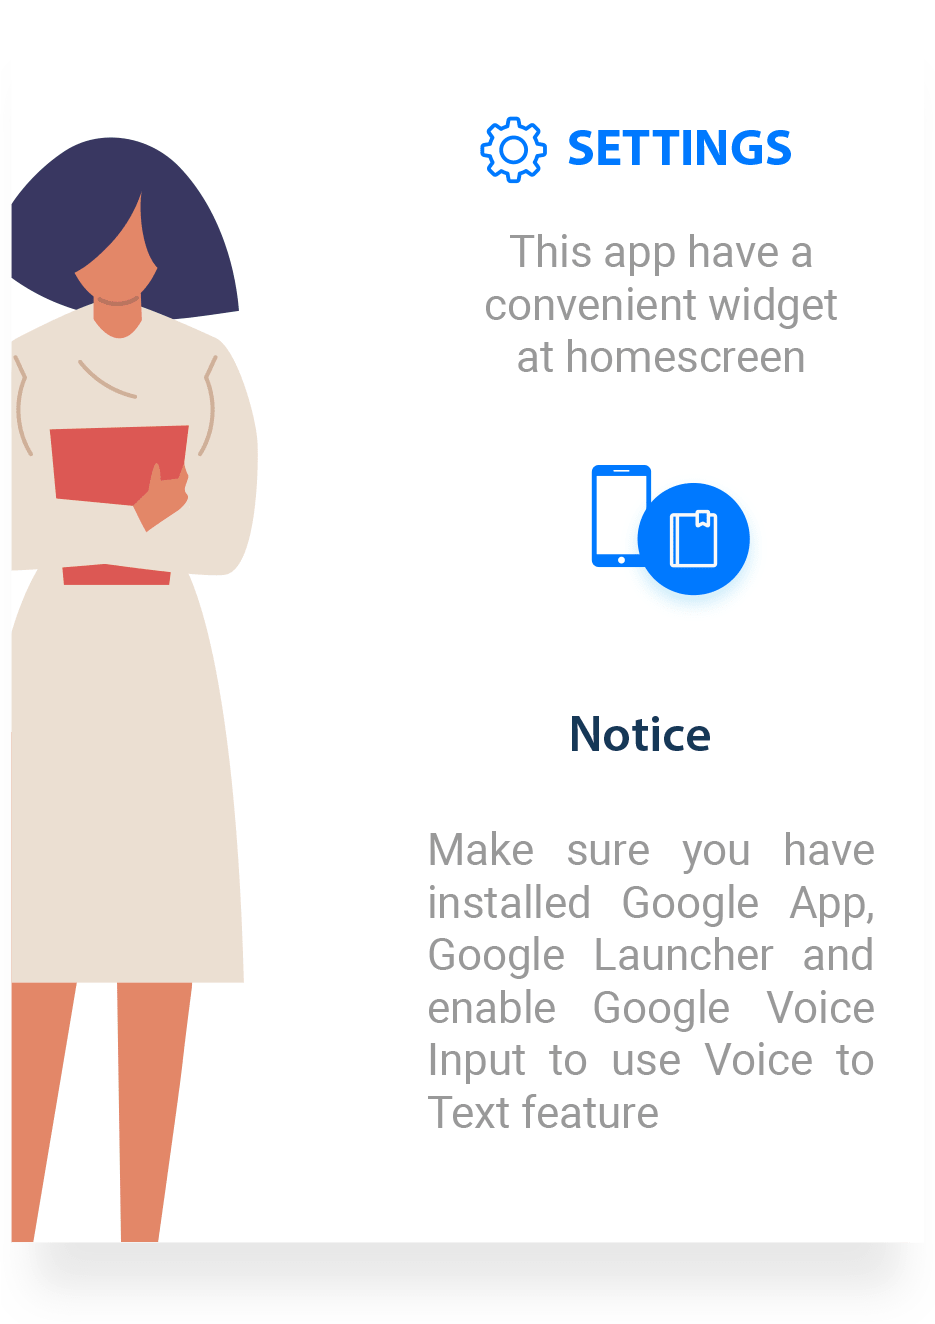 SETTINGS
This app have a
convenient widget
at homescreen
Notice
Make sure you have
installed Google App,
Google Launcher and
enable Google Voice
Input to use Voice to
Text feature